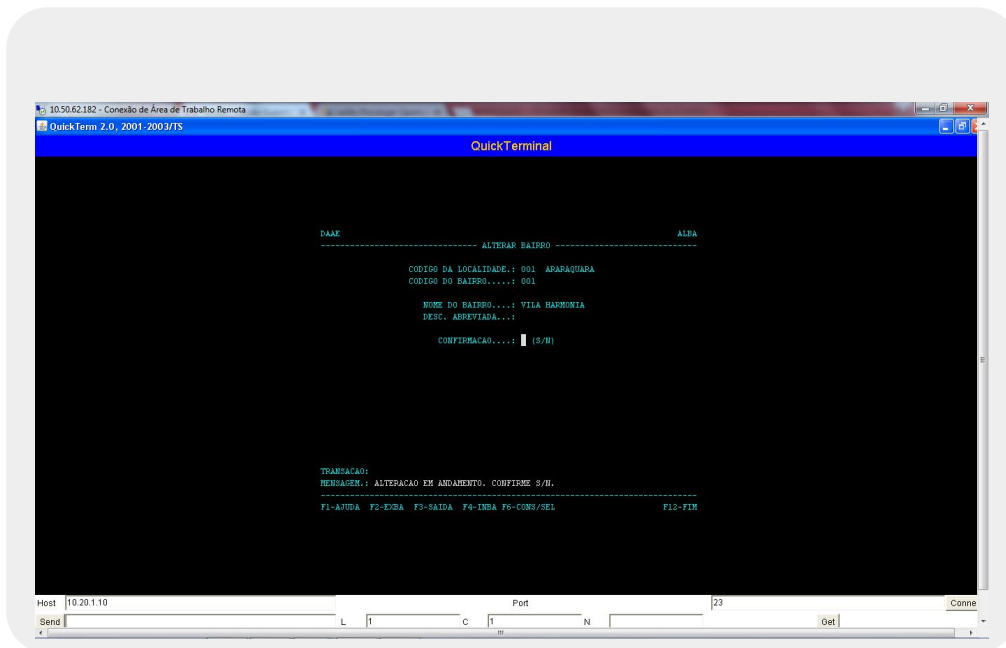 10.50.62.182 - Conexão de Área de Trabalho Remota
QuickTerm 2.0, 2001-2003/TS
QuickTerminal
DAAE ALBA
-------------------------------- ALTERAR BAIRRO -----------------------------
CODIGO DA LOCALIDADE.: 001 ARARAQUARA
CODIGO DO BAIRRO.....: 001
NOME DO BAIRRO....: VILA HARMONIA
DESC. ABREVIADA...:
CONFIRMACAO....: (S/N)
TRANSACAO:
MENSAGEM.: ALTERACAO EM ANDAMENTO. CONFIRME S/N.
F1-AJUDA F2-EXBA F3-SAIDA F4-INBA F6-CONS/SEL F12-FIM
Host 10.20.1.10 Port 23 Conne
Send L 1 C 1 N Get